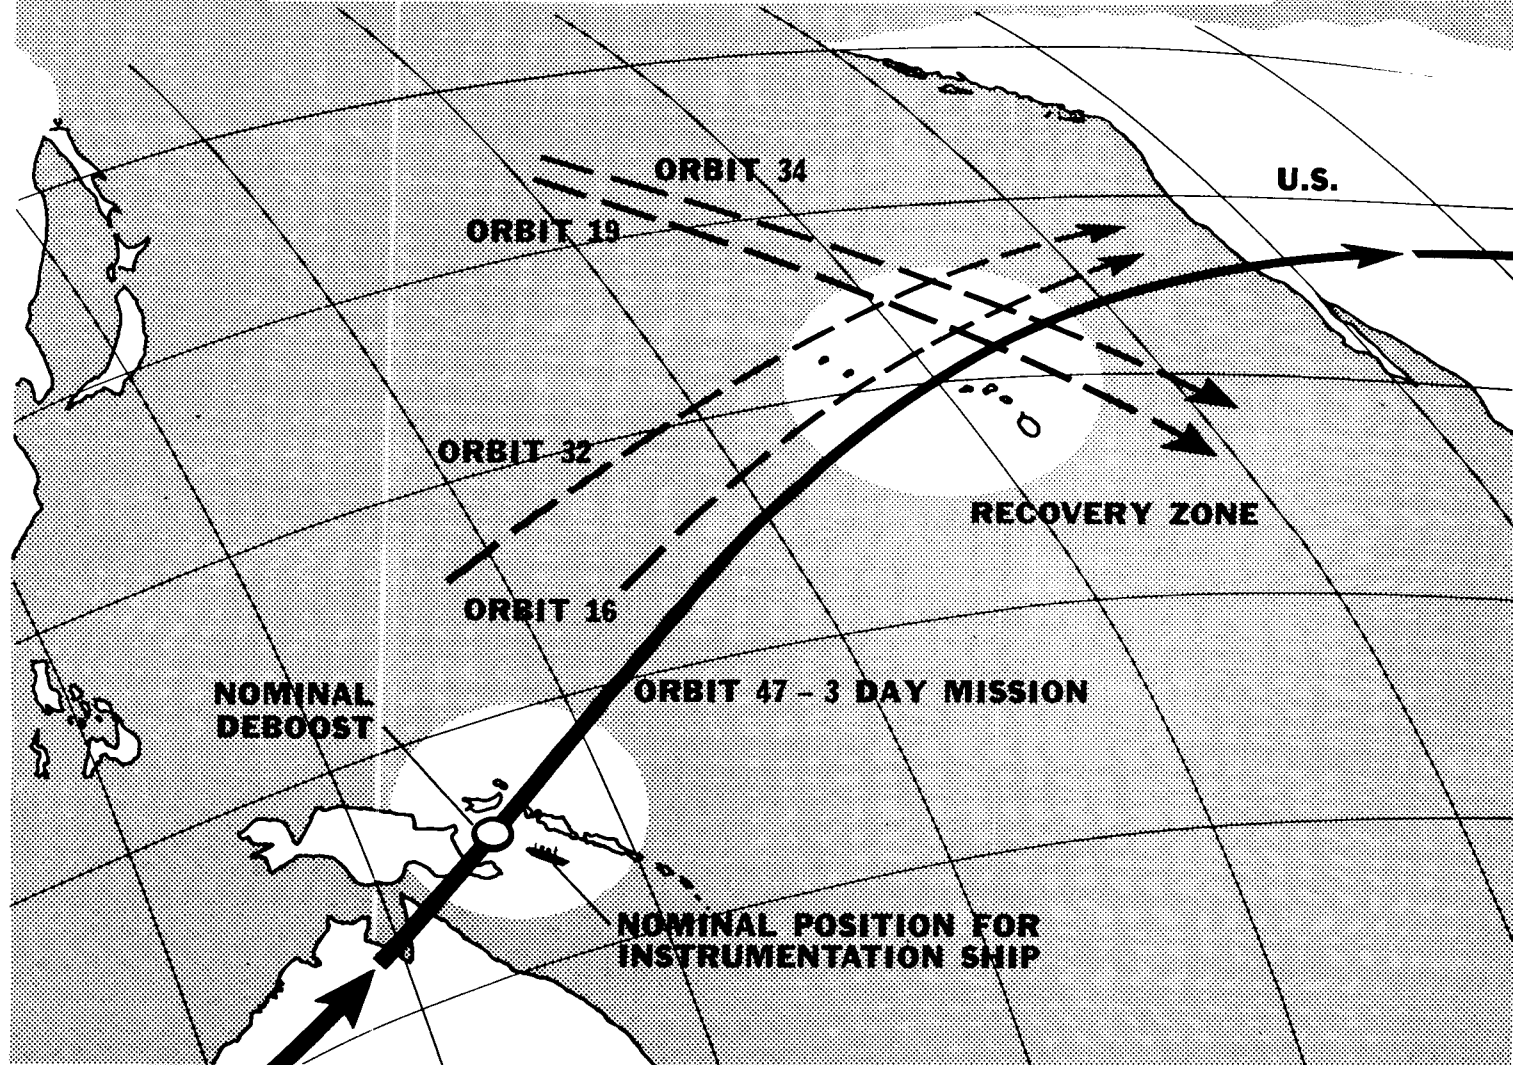 ORBIT 34
U.S.
ORBIT 19
ORBIT 32
RECOVERY ZONE
ORBIT 16
ORBIT 47 – 3 DAY MISSION
NOMINAL
DEBOOST
NOMINAL POSITION FOR
INSTRUMENTATION SHIP